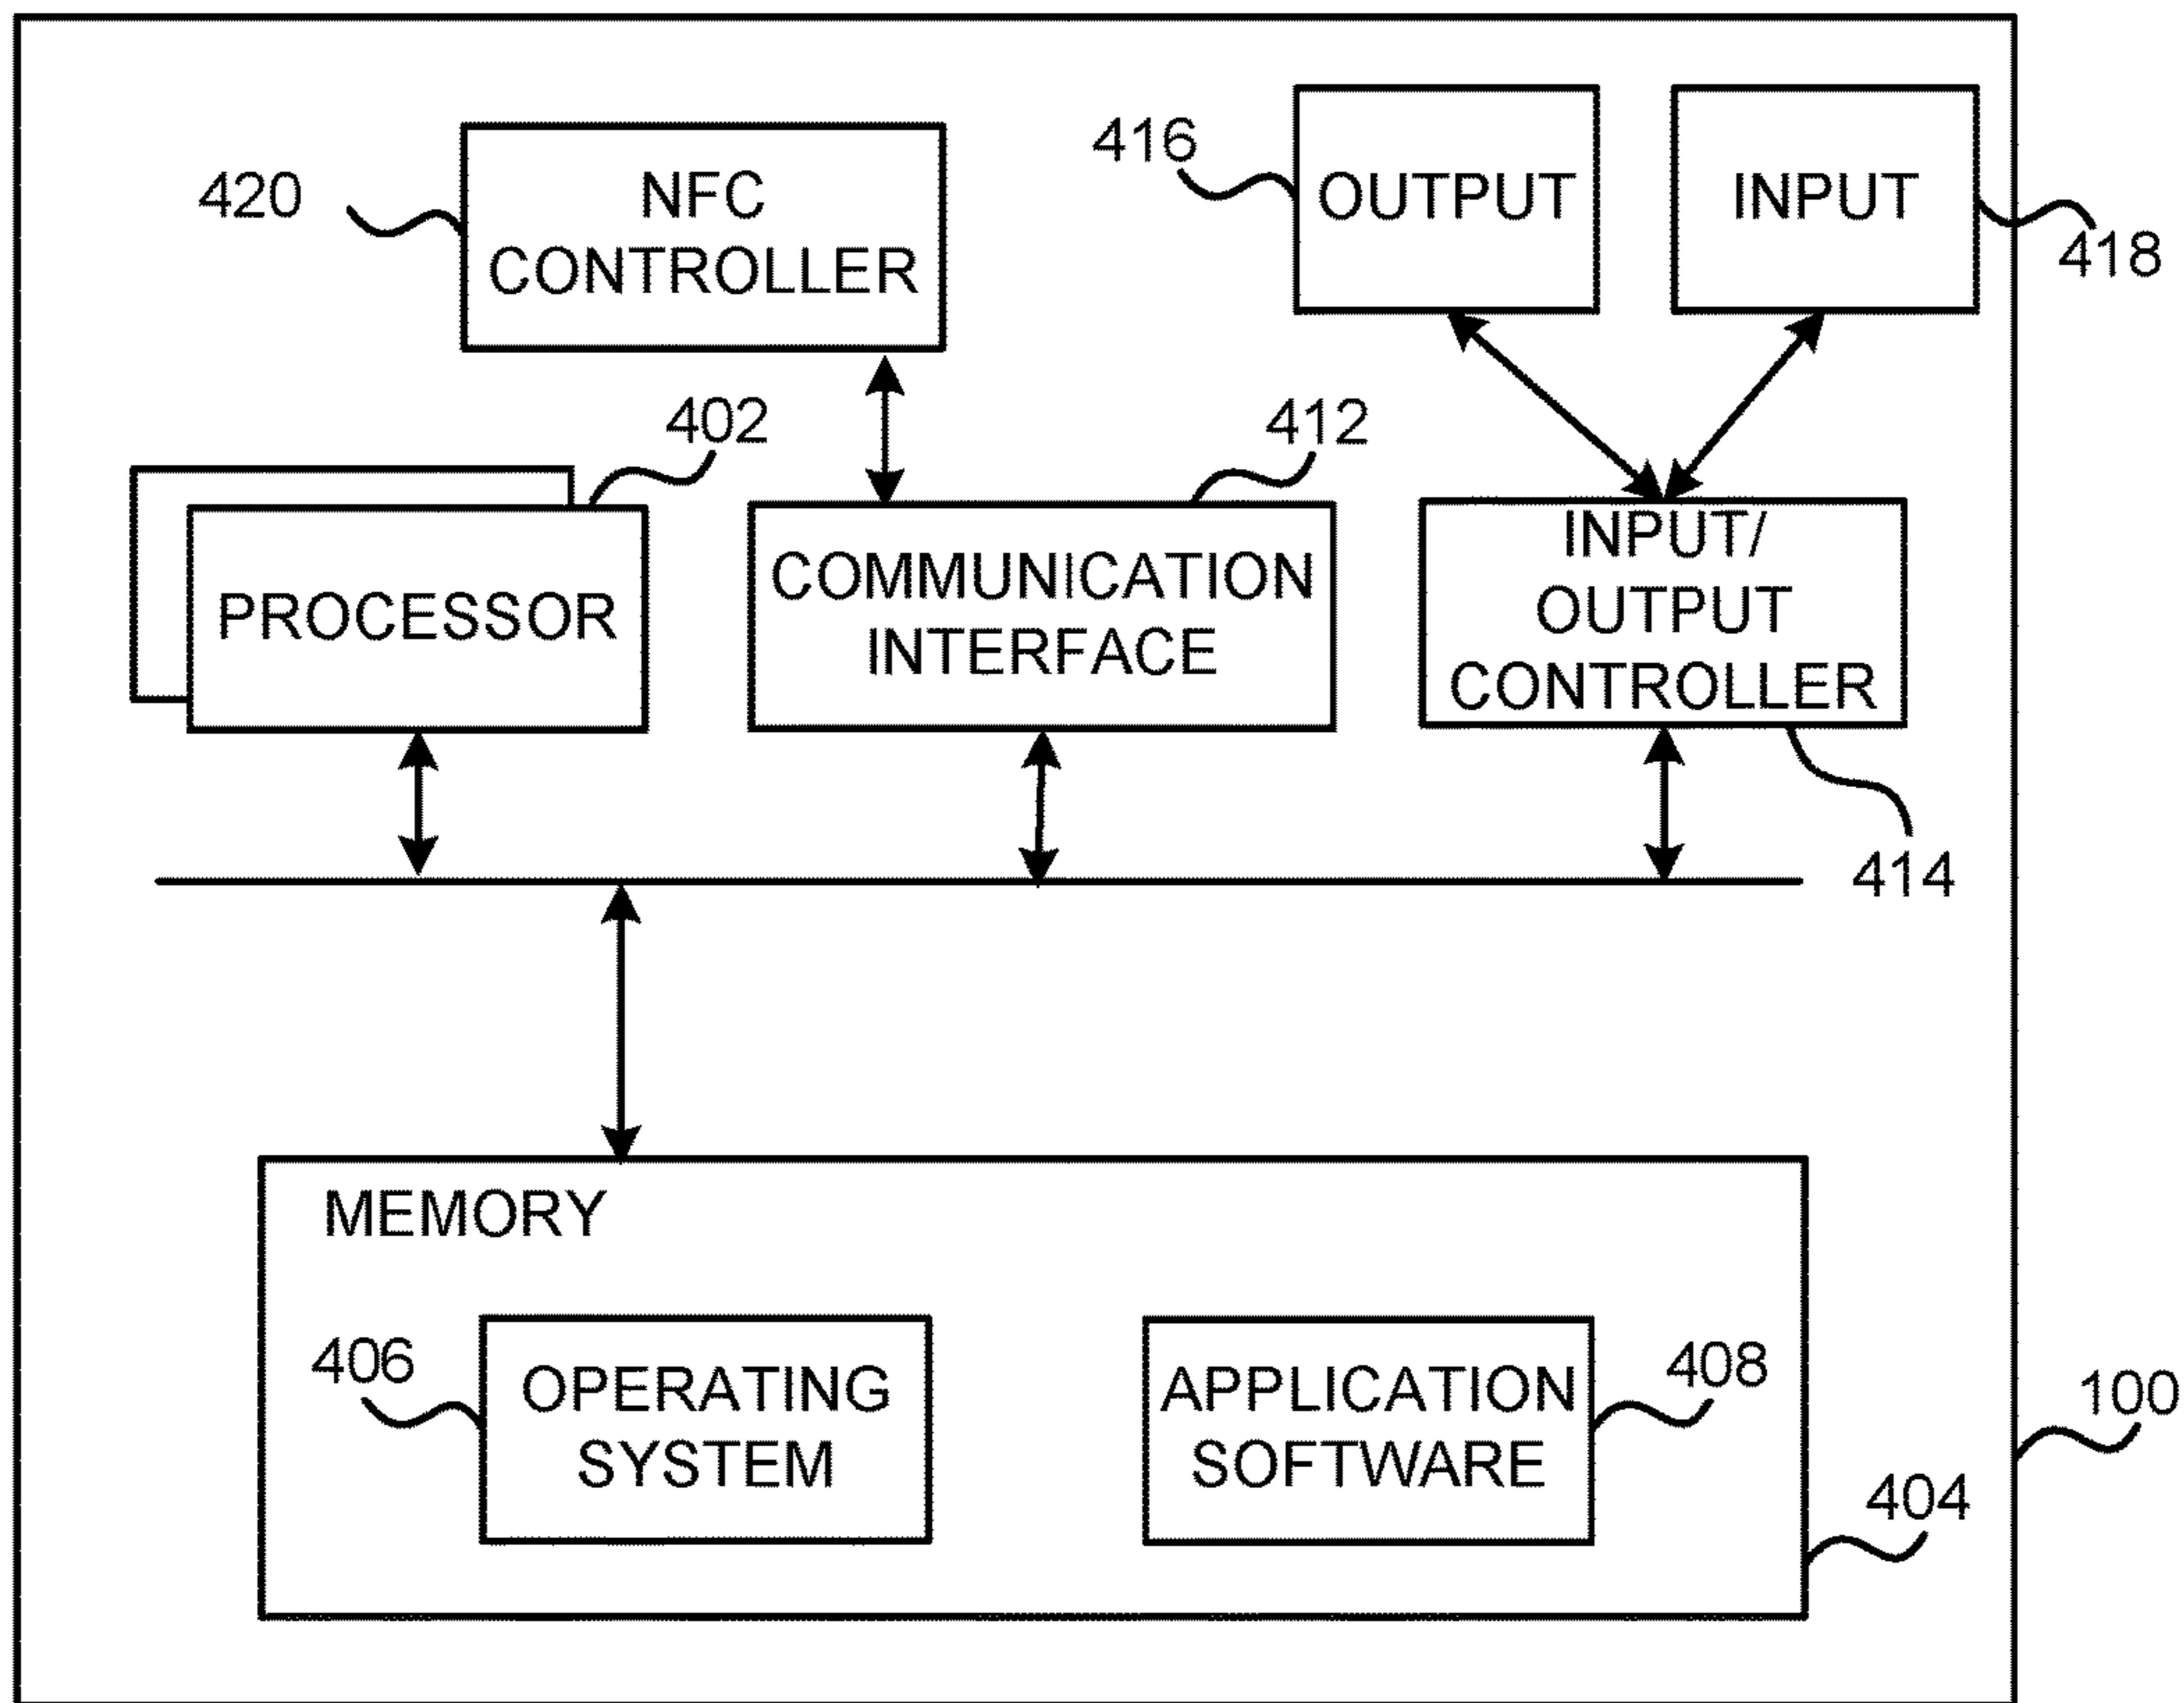 416
OUTPUT
INPUT
420
NFC
CONTROLLER
418
402
412
PROCESSOR
COMMUNICATION
INTERFACE
INPUT/
OUTPUT
CONTROLLER
414
MEMORY
406
OPERATING
SYSTEM
APPLICATION
SOFTWARE
408
100
404